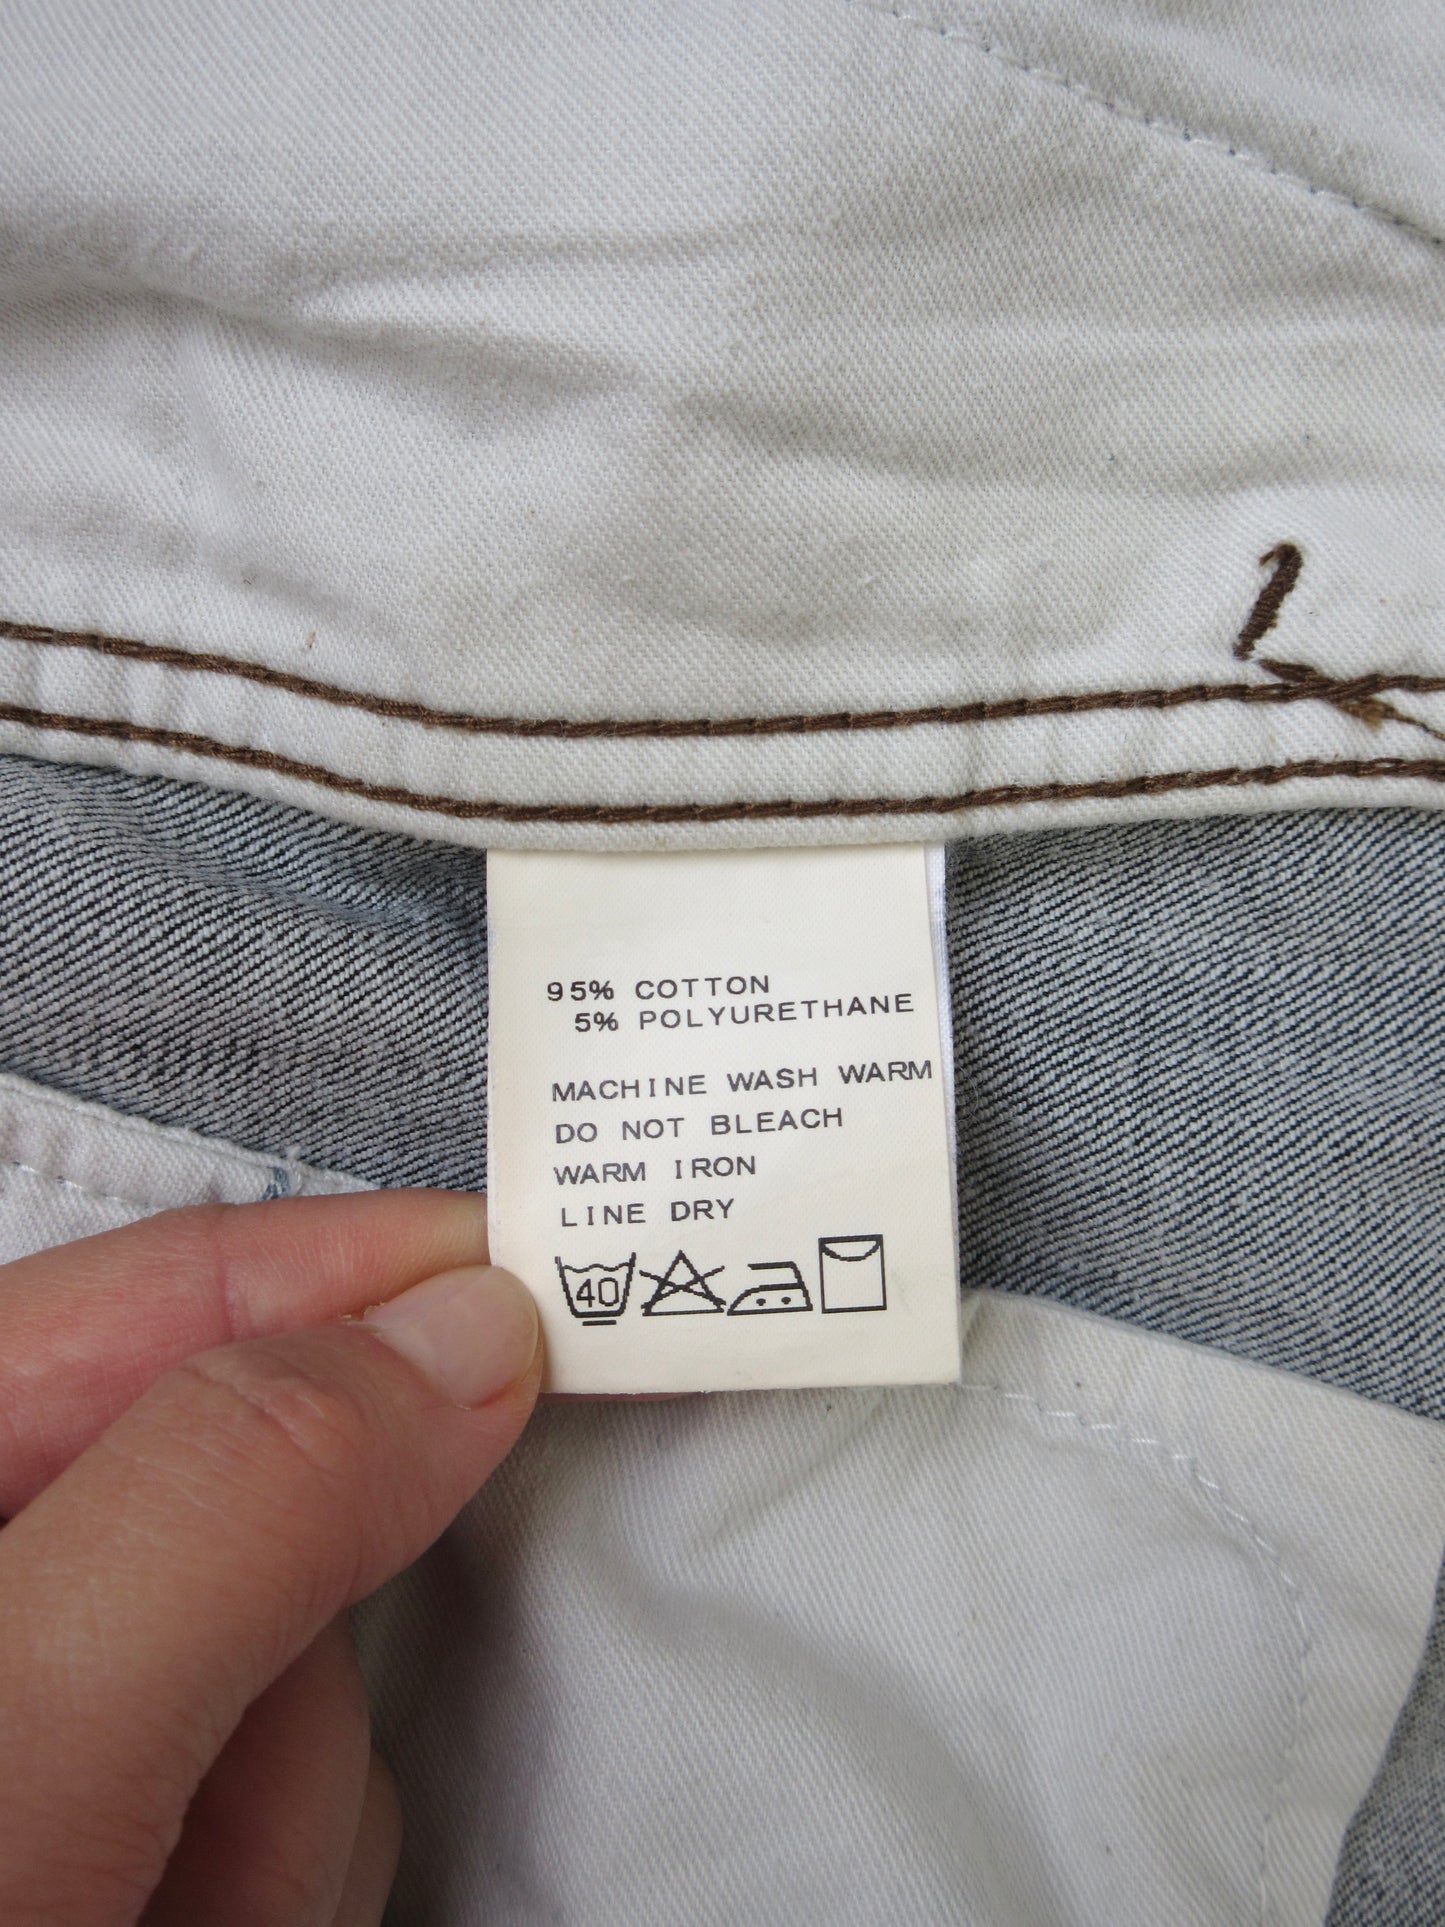 95% COTTON
5% POLYURETHANE
MACHINE WASH WARM
DO NOT BLEACH
WARM IRON
LINE DRY
40